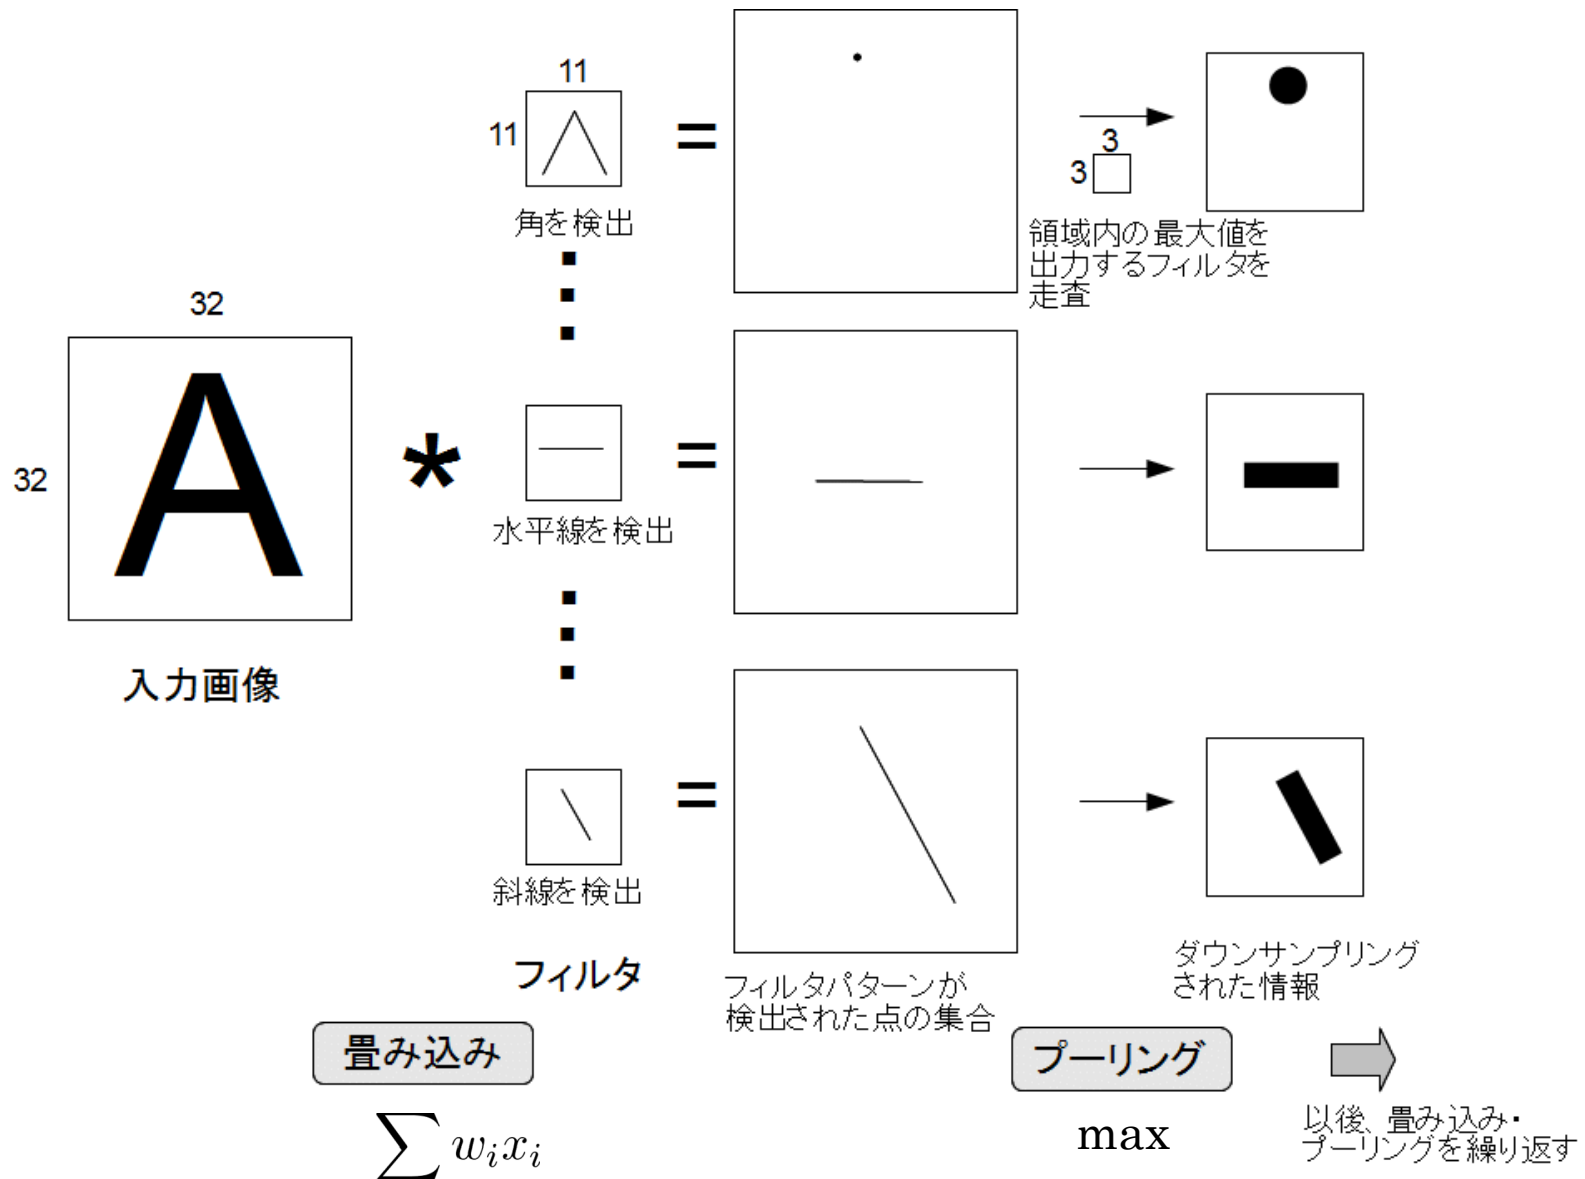 32
32
A
入力画像
*
11
11
角を検出
水平線を検出
斜線を検出
フィルタ
=
=
=
フィルタパターンが
検出された点の集合
3
3
領域内の最大値を
出力するフィルタを
走査
ダウンサンプリング
された情報
畳み込み
∑ wᵢxᵢ
プーリング
max
以後、畳み込み・
プーリングを繰り返す